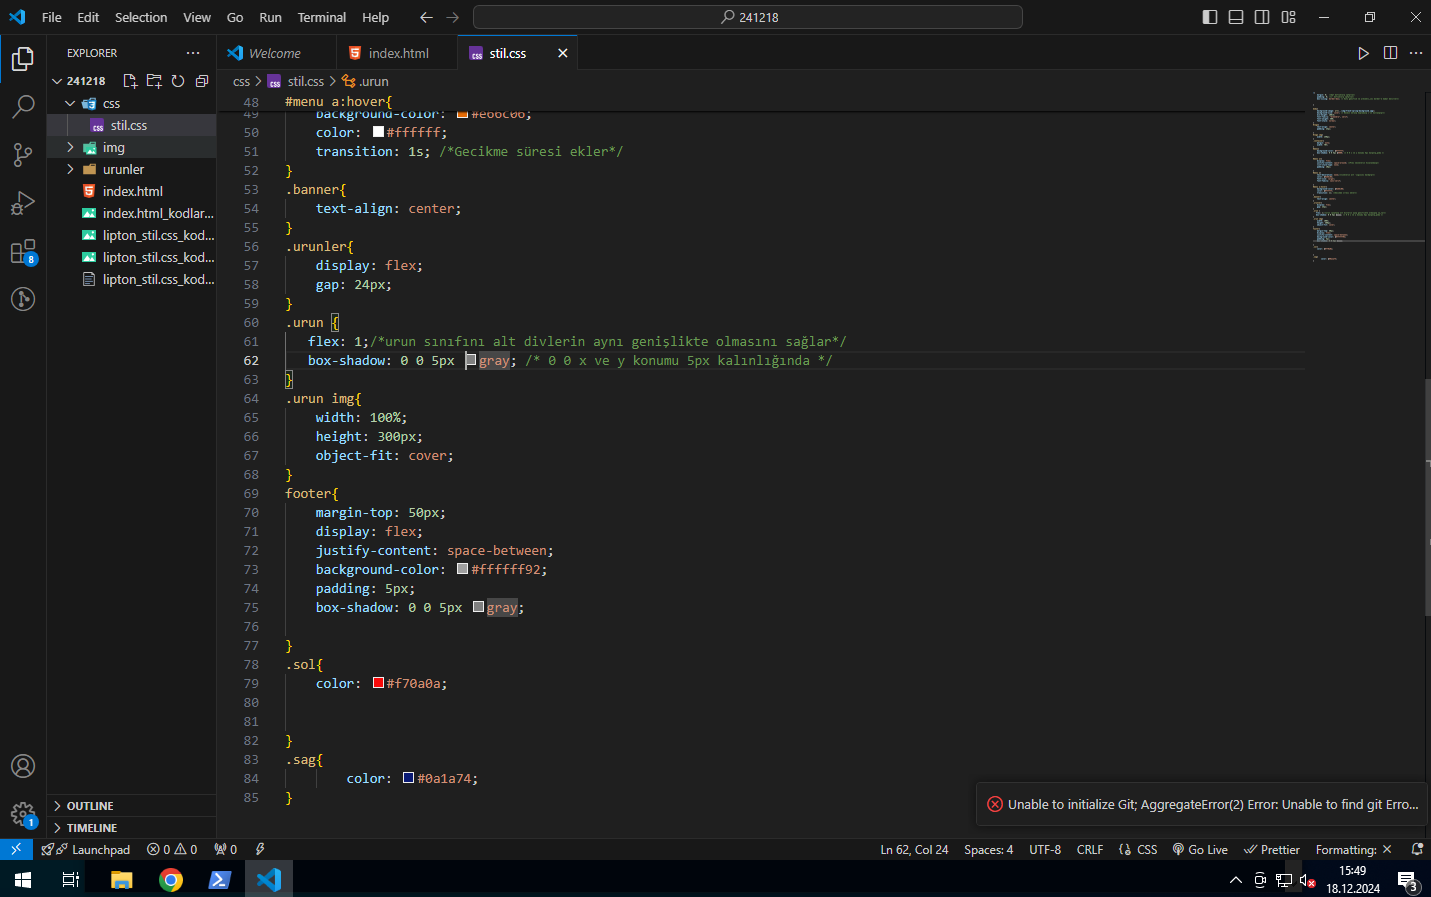 File Edit Selection View Go Run Terminal Help
241218
EXPLORER
241218
css
stil.css
img
urunler
index.html
index.html_kodlar...
lipton_stil.css_kod...
lipton_stil.css_kod...
lipton_stil.css_kod...
OUTLINE
TIMELINE
8
1
Welcome index.html stil.css
css > stil.css > .urun
48 #menu a:hover{
49 background-color: #e66c06;
50 color: #ffffff;
51 transition: 1s; /*Gecikme süresi ekler*/
52 }
53 .banner{
54 text-align: center;
55 }
56 .urunler{
57 display: flex;
58 gap: 24px;
59 }
60 .urun {
61 flex: 1;/*urun sınıfını alt divlerin aynı genişlikte olmasını sağlar*/
62 box-shadow: 0 0 5px gray; /* 0 0 x ve y konumu 5px kalınlığında */
63 }
64 .urun img{
65 width: 100%;
66 height: 300px;
67 object-fit: cover;
68 }
69 footer{
70 margin-top: 50px;
71 display: flex;
72 justify-content: space-between;
73 background-color: #ffffff92;
74 padding: 5px;
75 box-shadow: 0 0 5px gray;
76
77 }
78 .sol{
79 color: #f70a0a;
80
81
82 }
83 .sag{
84 color: #0a1a74;
85 }
Unable to initialize Git; AggregateError(2) Error: Unable to find git Erro...
Launchpad 0 0 0 Ln 62, Col 24 Spaces: 4 UTF-8 CRLF {} CSS Go Live Prettier Formatting: ×
15:49
18.12.2024
3